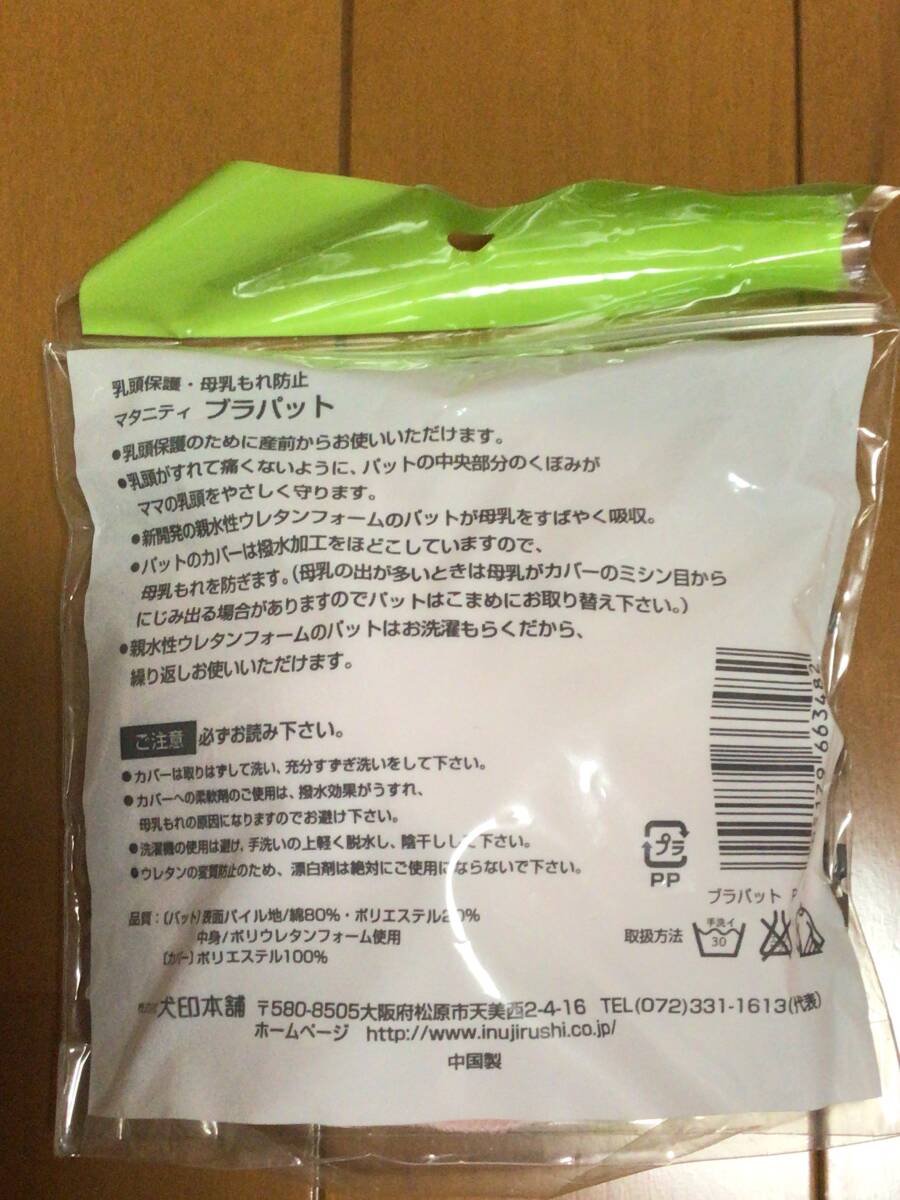 乳頭保護・母乳もれ防止
マタニティ ブラパット
●乳頭保護のために産前からお使いいただけます。
●乳頭がすれて痛くないように、パットの中央部分のくぼみが
ママの乳頭をやさしく守ります。
●新開発の親水性ウレタンフォームのパットが母乳をすばやく吸収。
●パットのカバーは撥水加工をほどこしていますので、
母乳もれを防ぎます。(母乳の出が多いときは母乳がカバーのミシン目から
にじみ出る場合がありますのでパットはこまめにお取り替え下さい。)
●親水性ウレタンフォームのパットはお洗濯もらくだから、
繰り返しお使いいただけます。
ご注意 必ずお読み下さい。
●カバーは取りはずして洗い、充分すすぎ洗いをして下さい。
●カバーへの柔軟剤のご使用は、撥水効果がうすれ、
母乳もれの原因になりますのでお避け下さい。
●洗濯機の使用は避け、手洗いの上軽く脱水し、陰干しして下さい。
●ウレタンの変質防止のため、漂白剤は絶対にご使用にならないで下さい。
663482
プラ
PP
ブラパット
品質:〔パット〕表面パイル地/綿80%・ポリエステル20%
中身/ポリウレタンフォーム使用
〔カバー〕ポリエステル100%
取扱方法 手洗イ 30
株式会社 犬印本舗 〒580-8505大阪府松原市天美西2-4-16 TEL(072)331-1613(代表)
ホームページ http://www.inujirushi.co.jp/
中国製